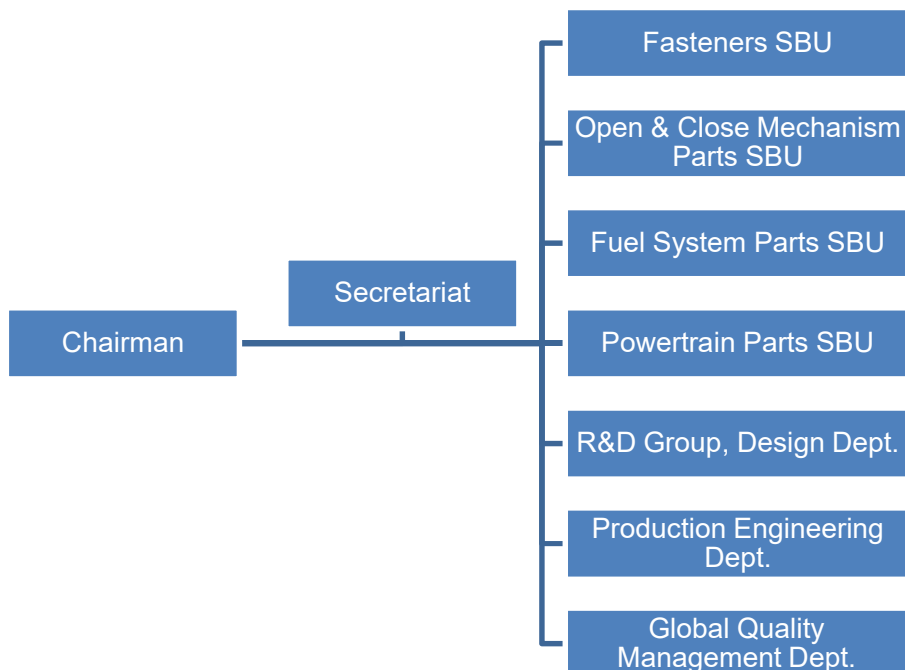 Fasteners SBU
Open & Close Mechanism
Parts SBU
Fuel System Parts SBU
Secretariat
Chairman
Powertrain Parts SBU
R&D Group, Design Dept.
Production Engineering
Dept.
Global Quality
Management Dept.